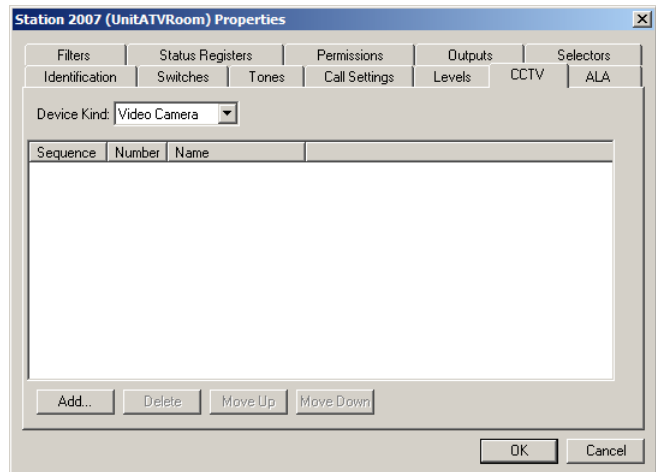 Station 2007 (UnitATVRoom) Properties
Filters Status Registers Permissions Outputs Selectors
Identification Switches Tones Call Settings Levels CCTV ALA
Device Kind: Video Camera
Sequence Number Name
Add... Delete Move Up Move Down
OK Cancel